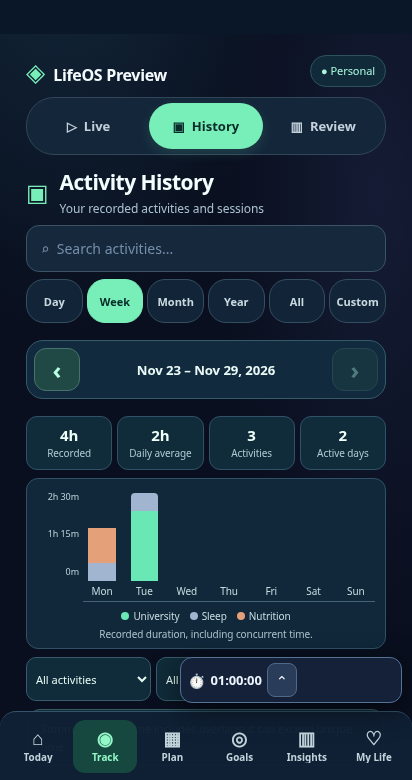 LifeOS Preview
Personal
Live
History
Review
Activity History
Your recorded activities and sessions
Search activities...
Day
Week
Month
Year
All
Custom
Nov 23 – Nov 29, 2026
4h
Recorded
2h
Daily average
3
Activities
2
Active days
2h 30m
1h 15m
0m
Mon Tue Wed Thu Fri Sat Sun
University Sleep Nutrition
Recorded duration, including concurrent time.
All activities
All
01:00:00
Today
Track
Plan
Goals
Insights
My Life